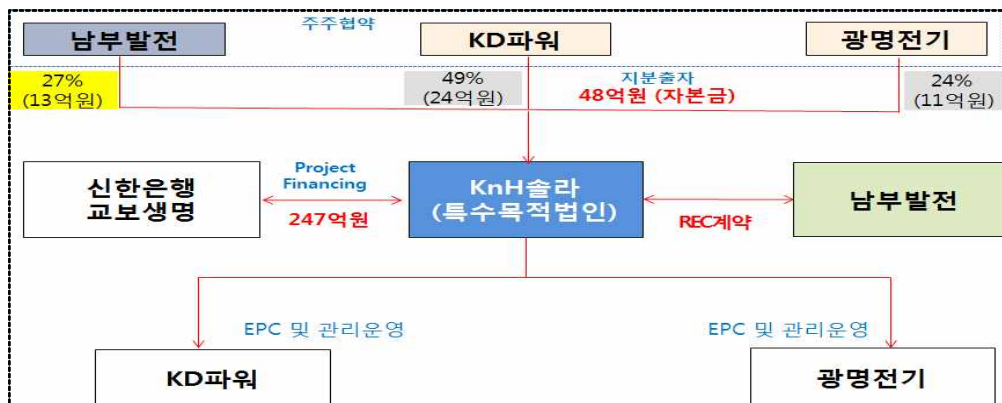 주주협약
남부발전
KD파워
광명전기
27%
(13억원)
49%
(24억원)
지분출자
48억원 (자본금)
24%
(11억원)
신한은행
교보생명
Project
Financing
247억원
KnH솔라
(특수목적법인)
REC계약
남부발전
EPC 및 관리운영
EPC 및 관리운영
KD파워
광명전기